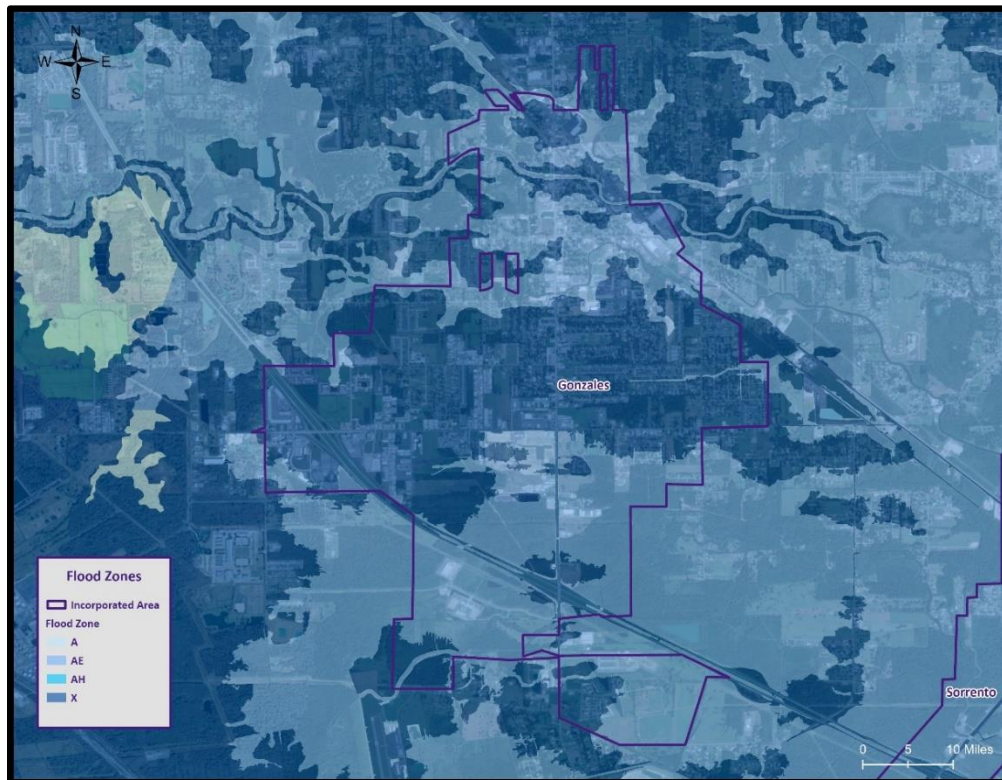 N
W E
S
Gonzales
Flood Zones
Incorporated Area
Flood Zone
A
AE
AH
X
Sorrento
0 5 10 Miles